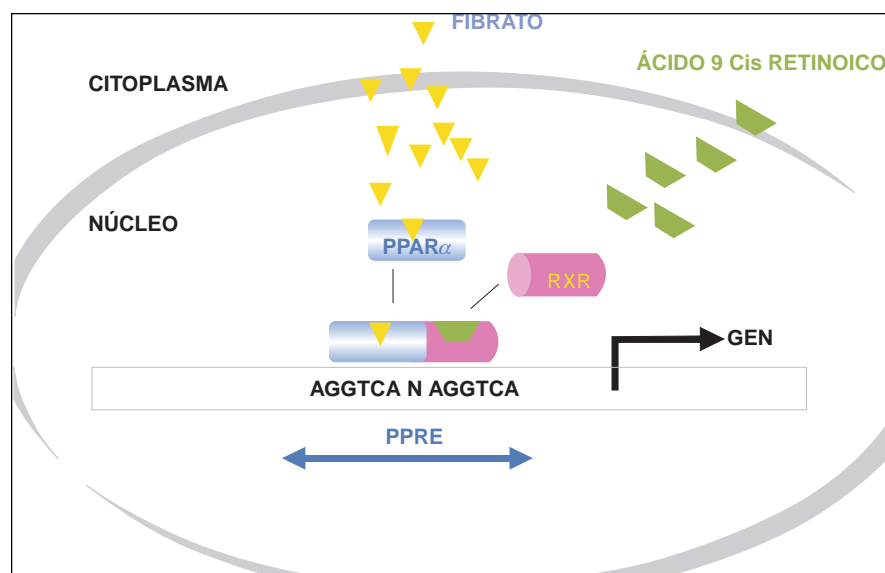 FIBRATO
ÁCIDO 9 Cis RETINOICO
CITOPLASMA
NÚCLEO
PPARα
RXR
GEN
AGGTCA N AGGTCA
PPRE